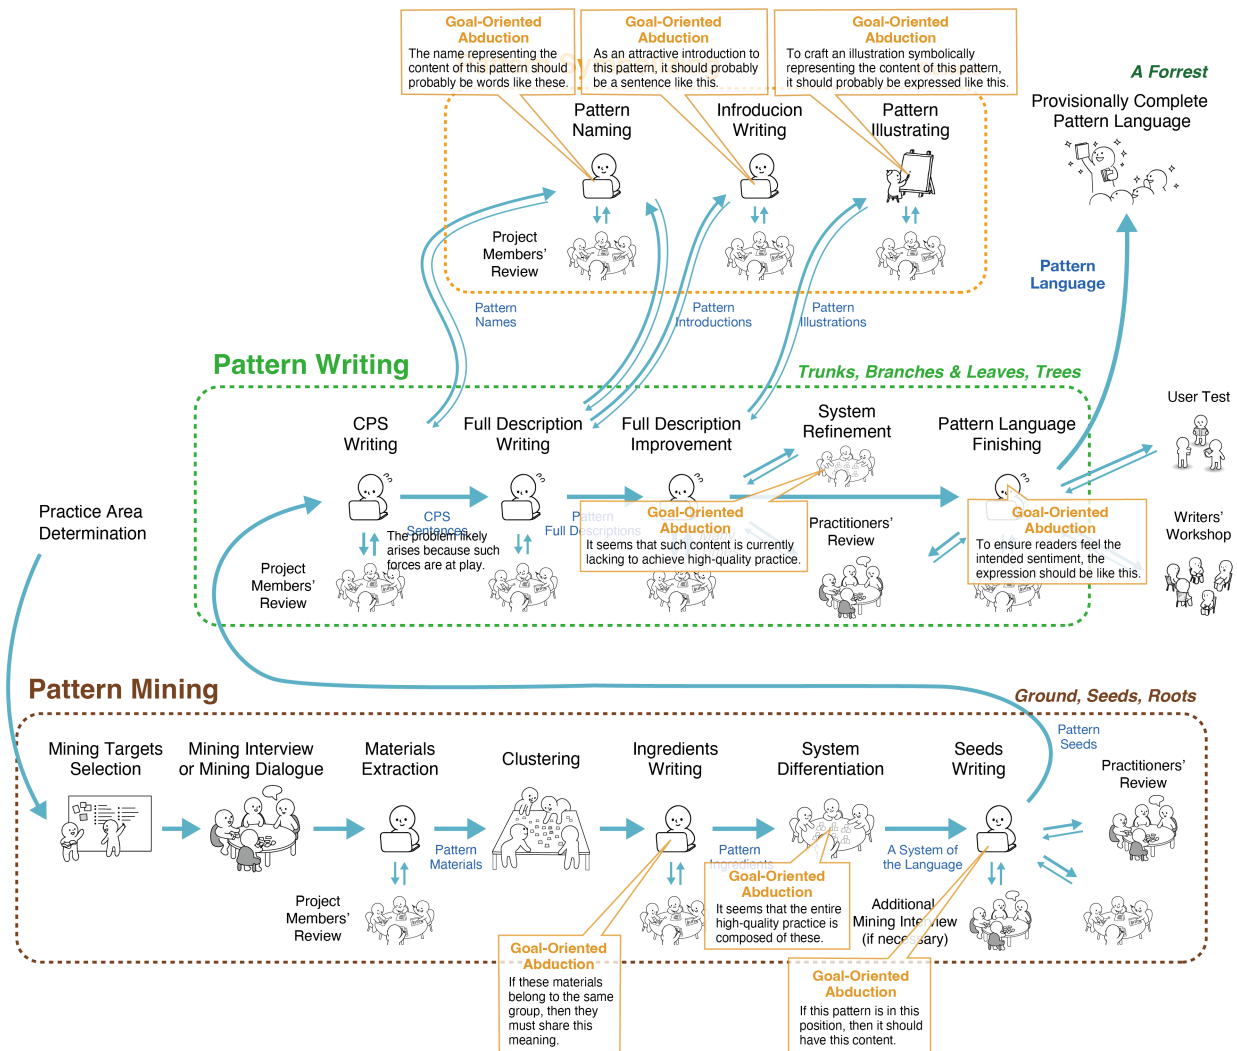 Goal-Oriented
Abduction
The name representing the
content of this pattern should
probably be words like these.
Goal-Oriented
Abduction
As an attractive introduction to
this pattern, it should probably
be a sentence like this.
Goal-Oriented
Abduction
To craft an illustration symbolically
representing the content of this pattern,
it should probably be expressed like this.
A Forrest
Provisionally Complete
Pattern Language
Pattern
Naming
Infroducion
Writing
Pattern
Illustrating
Project
Members'
Review
Pattern
Names
Pattern
Introductions
Pattern
Illustrations
Pattern
Language
Pattern Writing
Trunks, Branches & Leaves, Trees
CPS
Writing
Full Description
Writing
Full Description
Improvement
System
Refinement
Pattern Language
Finishing
User Test
Practice Area
Determination
CPS
Sentences
The problem likely
arises because such
forces are at play.
Pattern
Full Descriptions
Goal-Oriented
Abduction
It seems that such content is currently
lacking to achieve high-quality practice.
Practitioners'
Review
Goal-Oriented
Abduction
To ensure readers feel the
intended sentiment, the
expression should be like this.
Writers'
Workshop
Project
Members'
Review
Pattern Mining
Ground, Seeds, Roots
Mining Targets
Selection
Mining Interview
or Mining Dialogue
Materials
Extraction
Clustering
Ingredients
Writing
System
Differentiation
Seeds
Writing
Pattern
Seeds
Practitioners'
Review
Pattern
Materials
Pattern
Ingredients
A System of
the Language
Project
Members'
Review
Goal-Oriented
Abduction
It seems that the entire
high-quality practice is
composed of these.
Additional
Mining Interview
(if necessary)
Goal-Oriented
Abduction
If these materials
belong to the same
group, then they
must share this
meaning.
Goal-Oriented
Abduction
If this pattern is in this
position, then it should
have this content.